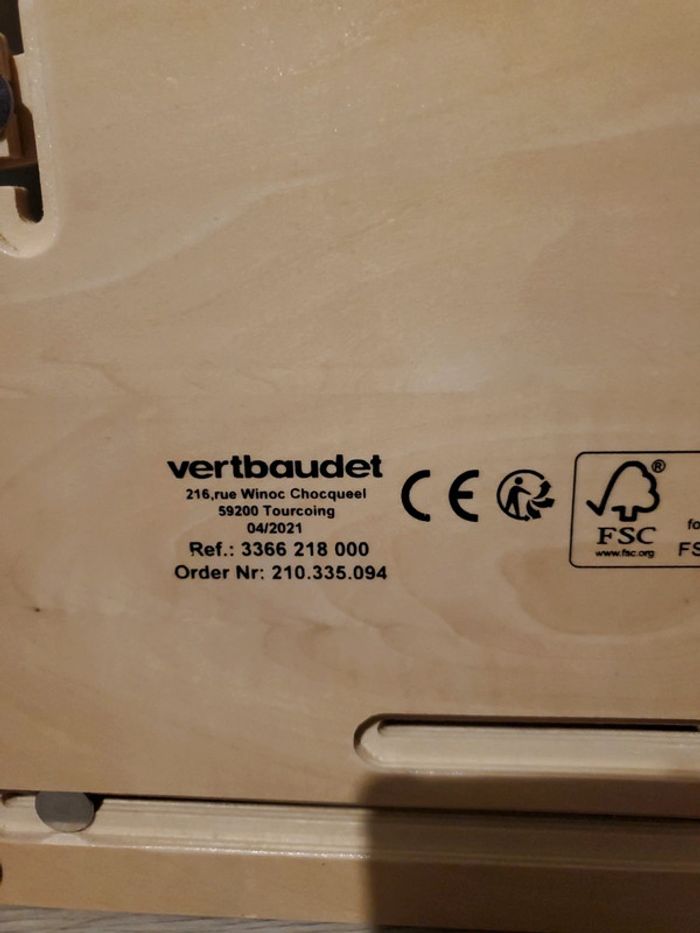 vertbaudet
216,rue Winoc Chocqueel
59200 Tourcoing
04/2021
Ref.: 3366 218 000
Order Nr: 210.335.094
CE
FSC
®
www.fsc.org